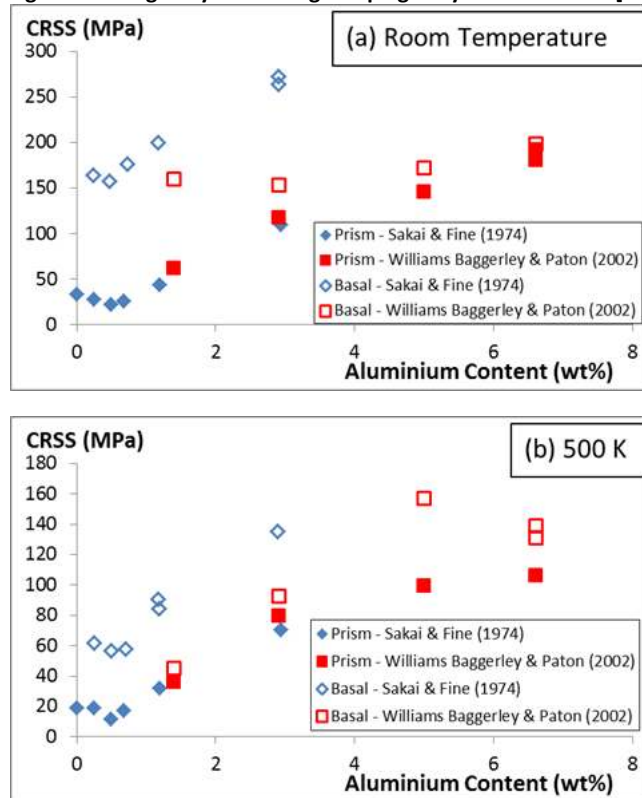 CRSS (MPa)
(a) Room Temperature
300
250
200
150
100
50
0
Prism - Sakai & Fine (1974)
Prism - Williams Baggerley & Paton (2002)
Basal - Sakai & Fine (1974)
Basal - Williams Baggerley & Paton (2002)
0 2 4 6 8
Aluminium Content (wt%)
CRSS (MPa)
(b) 500 K
180
160
140
120
100
80
60
40
20
0
Prism - Sakai & Fine (1974)
Prism - Williams Baggerley & Paton (2002)
Basal - Sakai & Fine (1974)
Basal - Williams Baggerley & Paton (2002)
0 2 4 6 8
Aluminium Content (wt%)